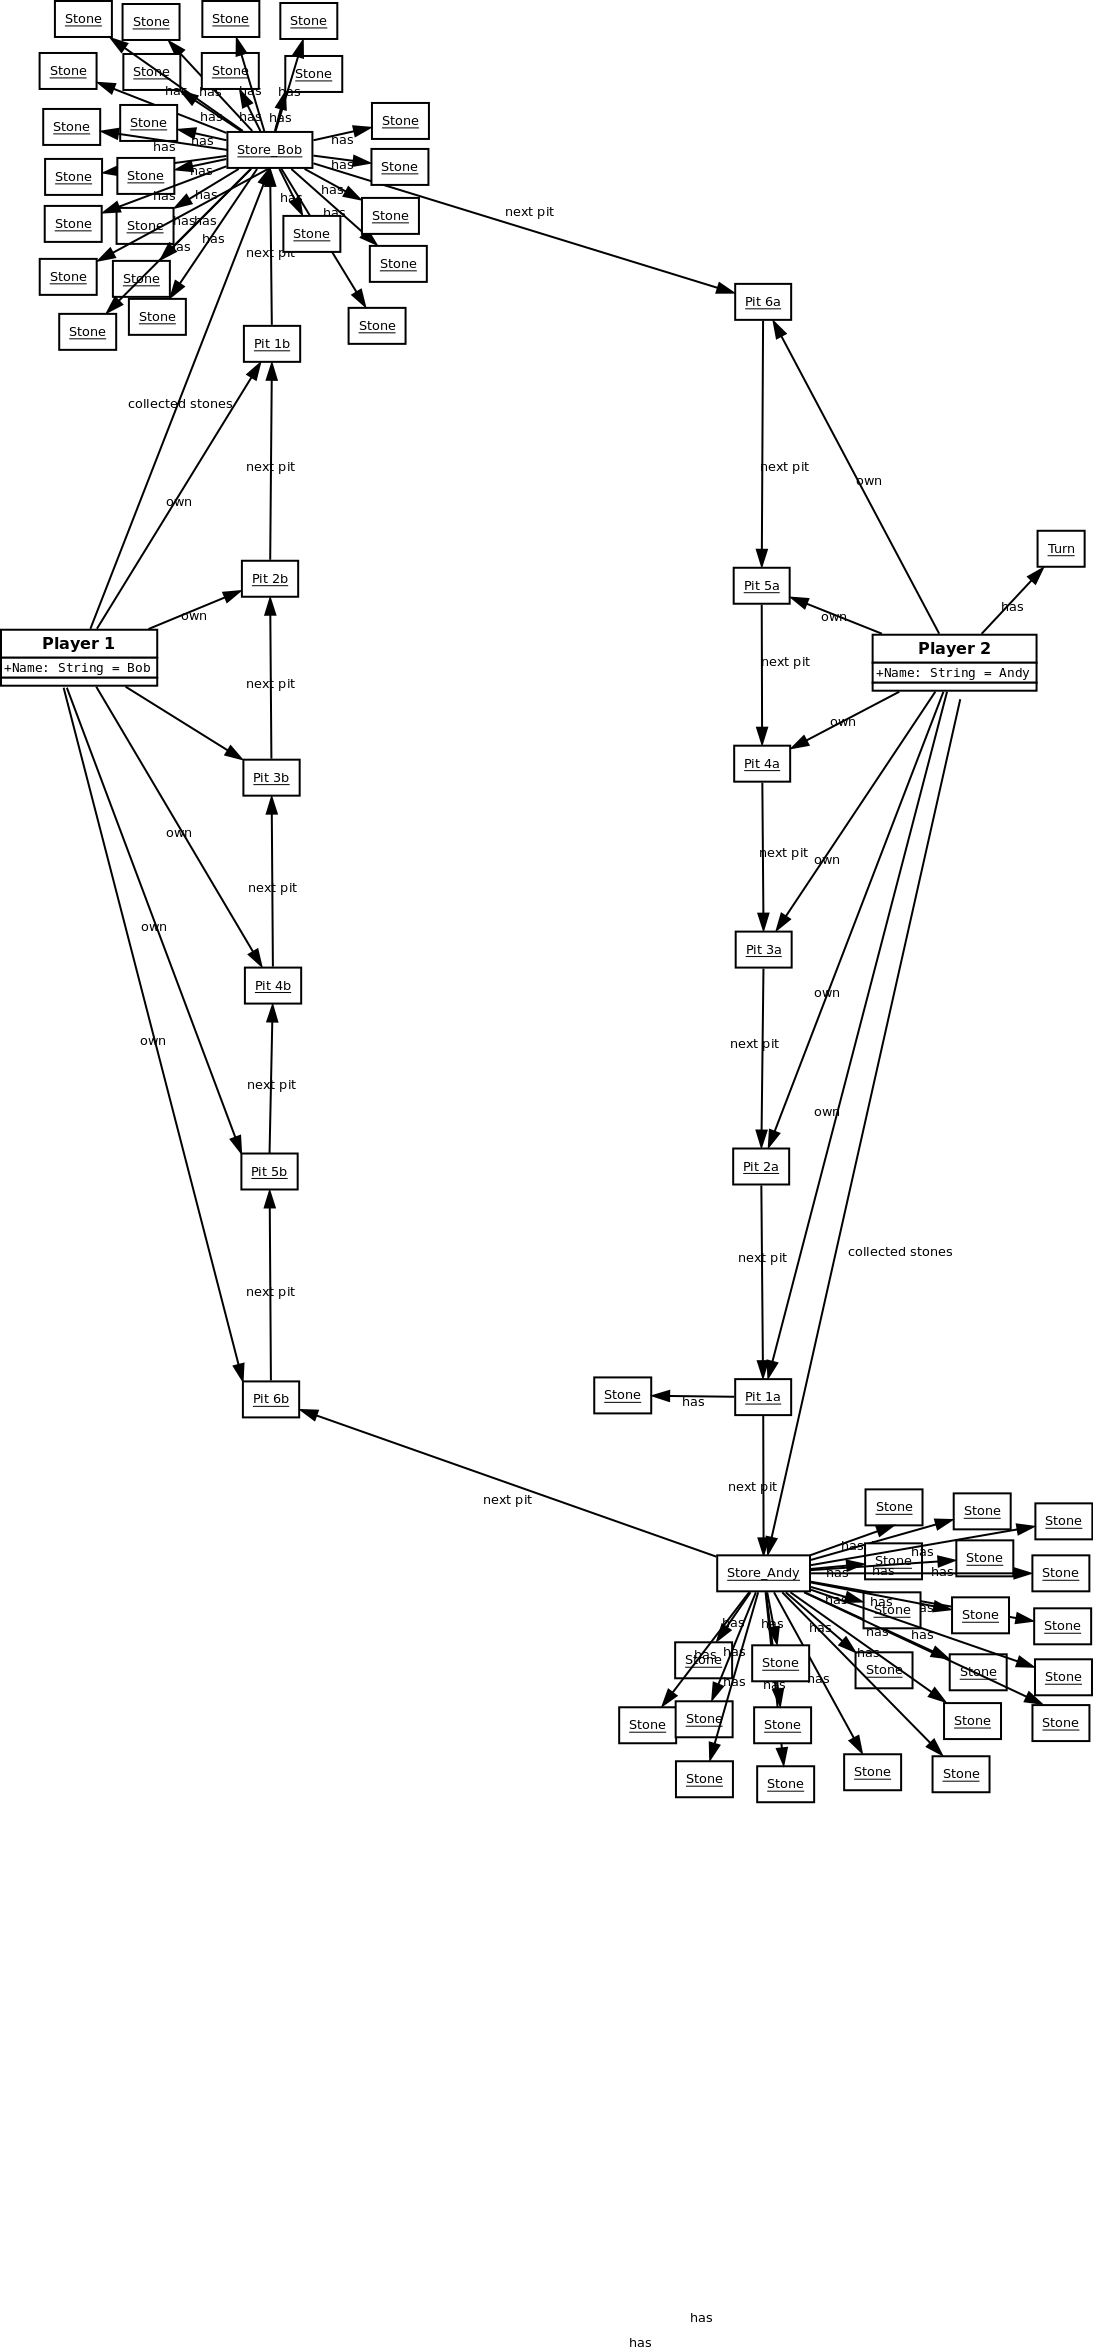 Stone
Stone
Stone
Stone
Stone
Stone
Stone
Stone
has
has
has
has
Stone
Stone
Stone
has
has
has
has
has
has
Store_Bob
has
Stone
has
Stone
Stone
has
has
has
has
has
Stone
Stone
Stone
has
has
has
Stone
Stone
has
has
next pit
next pit
Stone
Stone
Stone
Pit 6a
Stone
Stone
Stone
Pit 1b
collected stones
next pit
next pit
own
own
Turn
Pit 2b
Pit 5a
has
own
own
Player 1
+Name: String = Bob
Player 2
+Name: String = Andy
next pit
next pit
own
Pit 3b
Pit 4a
own
next pit
own
next pit
own
Pit 3a
Pit 4b
own
own
next pit
next pit
own
Pit 5b
Pit 2a
collected stones
next pit
next pit
Pit 6b
Stone
has
Pit 1a
next pit
next pit
Stone
Stone
Stone
has
has
Stone
Stone
Store_Andy
has
has
has
Stone
has
has
as
Stone
Stone
Stone
has
has
has
has
has
has
has
has
Stone
Stone
Stone
Stone
Stone
has
has
has
Stone
Stone
Stone
Stone
Stone
Stone
Stone
Stone
Stone
has
has